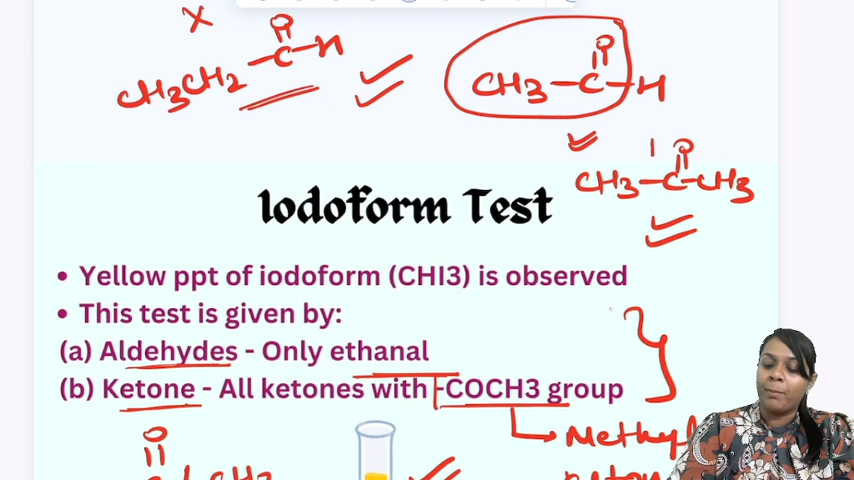 x
O
CH3CH2-C-H
O
CH3-C-H
O
CH3-C-CH3
Iodoform Test
• Yellow ppt of iodoform (CHI3) is observed
• This test is given by:
(a) Aldehydes - Only ethanal
(b) Ketone - All ketones with -COCH3 group
Methyl
O